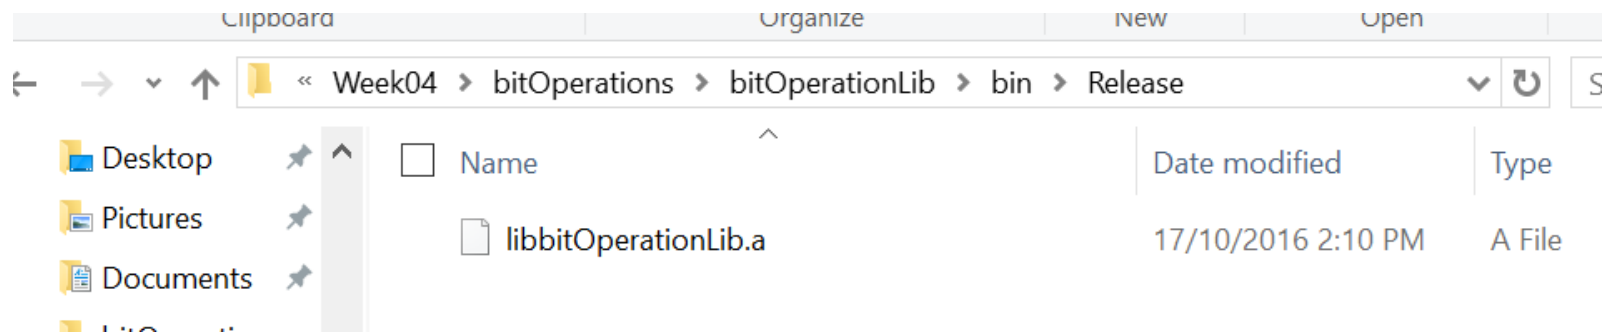 Clipboard Organize New Open
« Week04 > bitOperations > bitOperationLib > bin > Release S
Desktop Name Date modified Type
Pictures libbitOperationLib.a 17/10/2016 2:10 PM A File
Documents